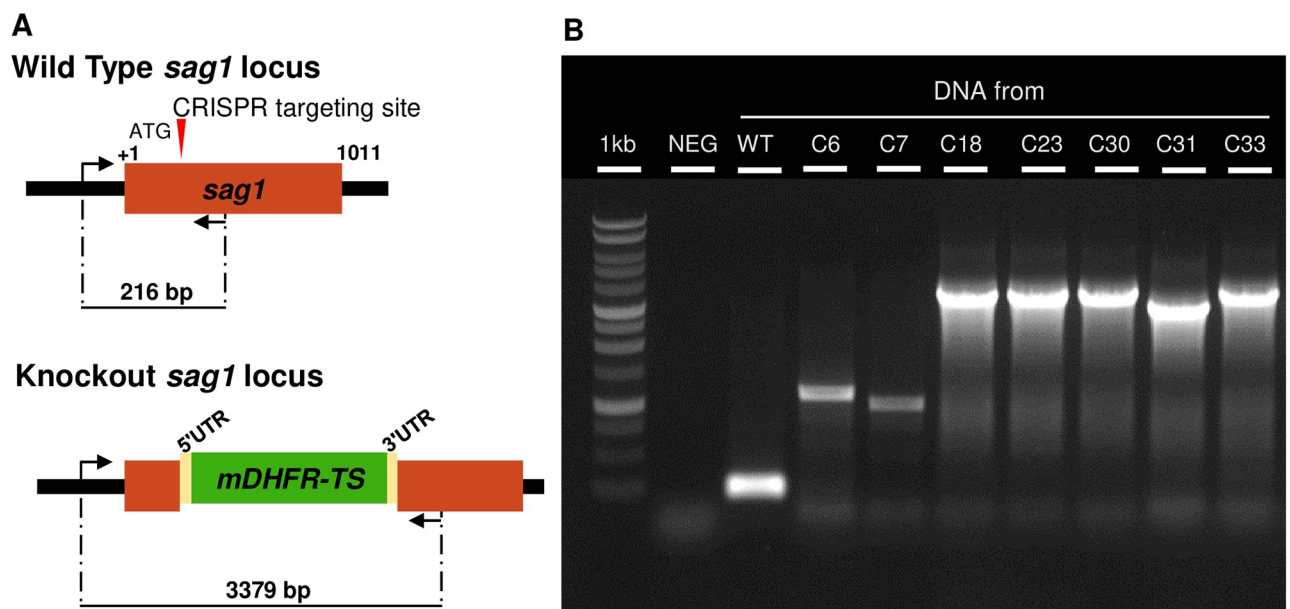 A
Wild Type sag1 locus
CRISPR targeting site
ATG
+1
1011
sag1
216 bp
Knockout sag1 locus
5'UTR
3'UTR
mDHFR-TS
3379 bp
B
DNA from
1kb NEG WT C6 C7 C18 C23 C30 C31 C33